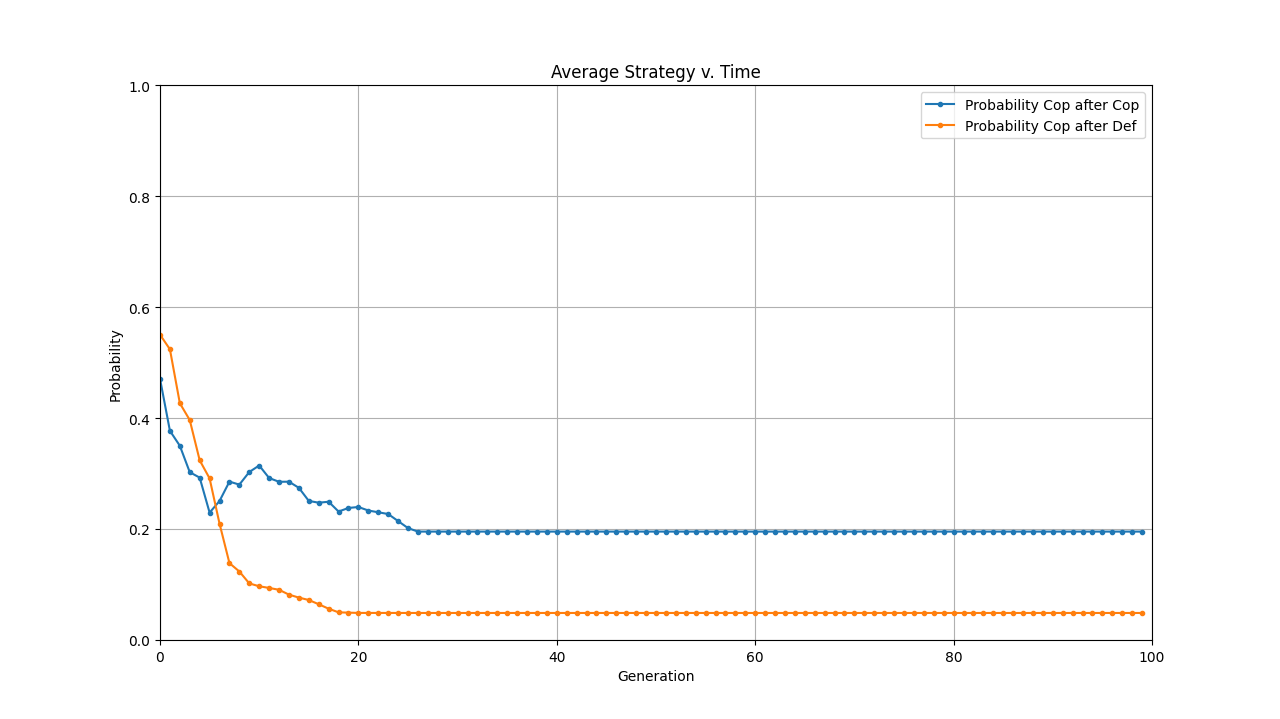 Average Strategy v. Time
Probability Cop after Cop
Probability Cop after Def
Probability
1.0
0.8
0.6
0.4
0.2
0.0
0 20 40 60 80 100
Generation